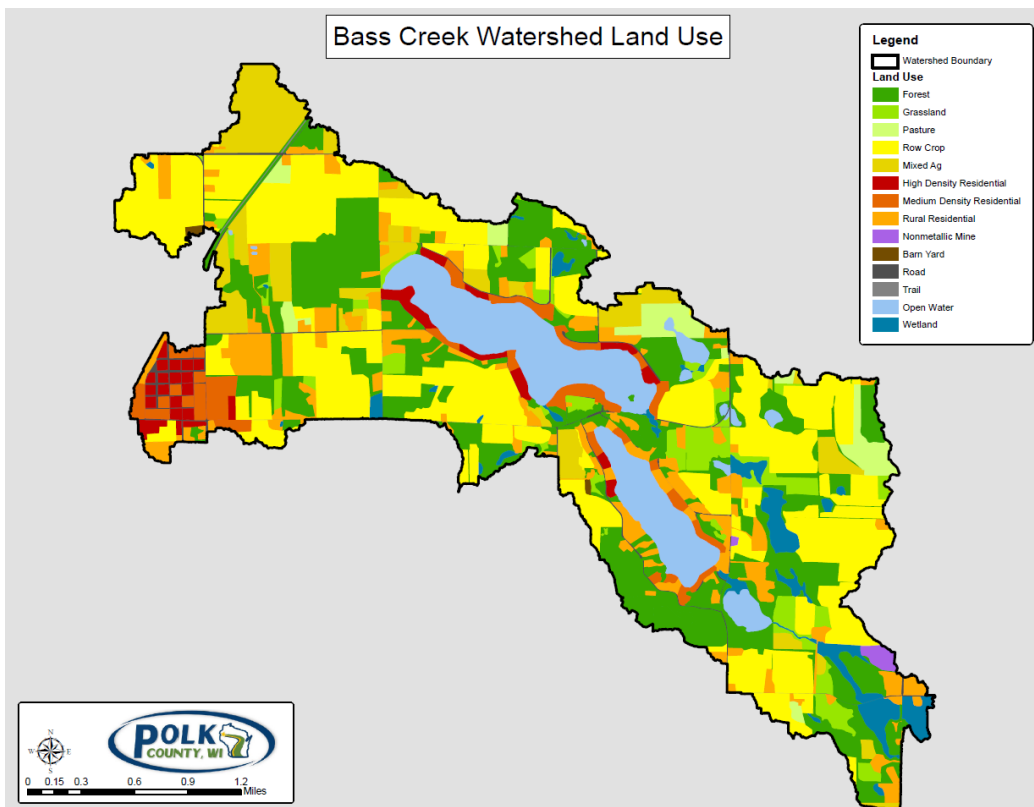 Bass Creek Watershed Land Use
Legend
Watershed Boundary
Land Use
Forest
Grassland
Pasture
Row Crop
Mixed Ag
High Density Residential
Medium Density Residential
Rural Residential
Nonmetallic Mine
Barn Yard
Road
Trail
Open Water
Wetland
N
W E
S
POLK
COUNTY, WI
0 0.15 0.3 0.6 0.9 1.2
Miles